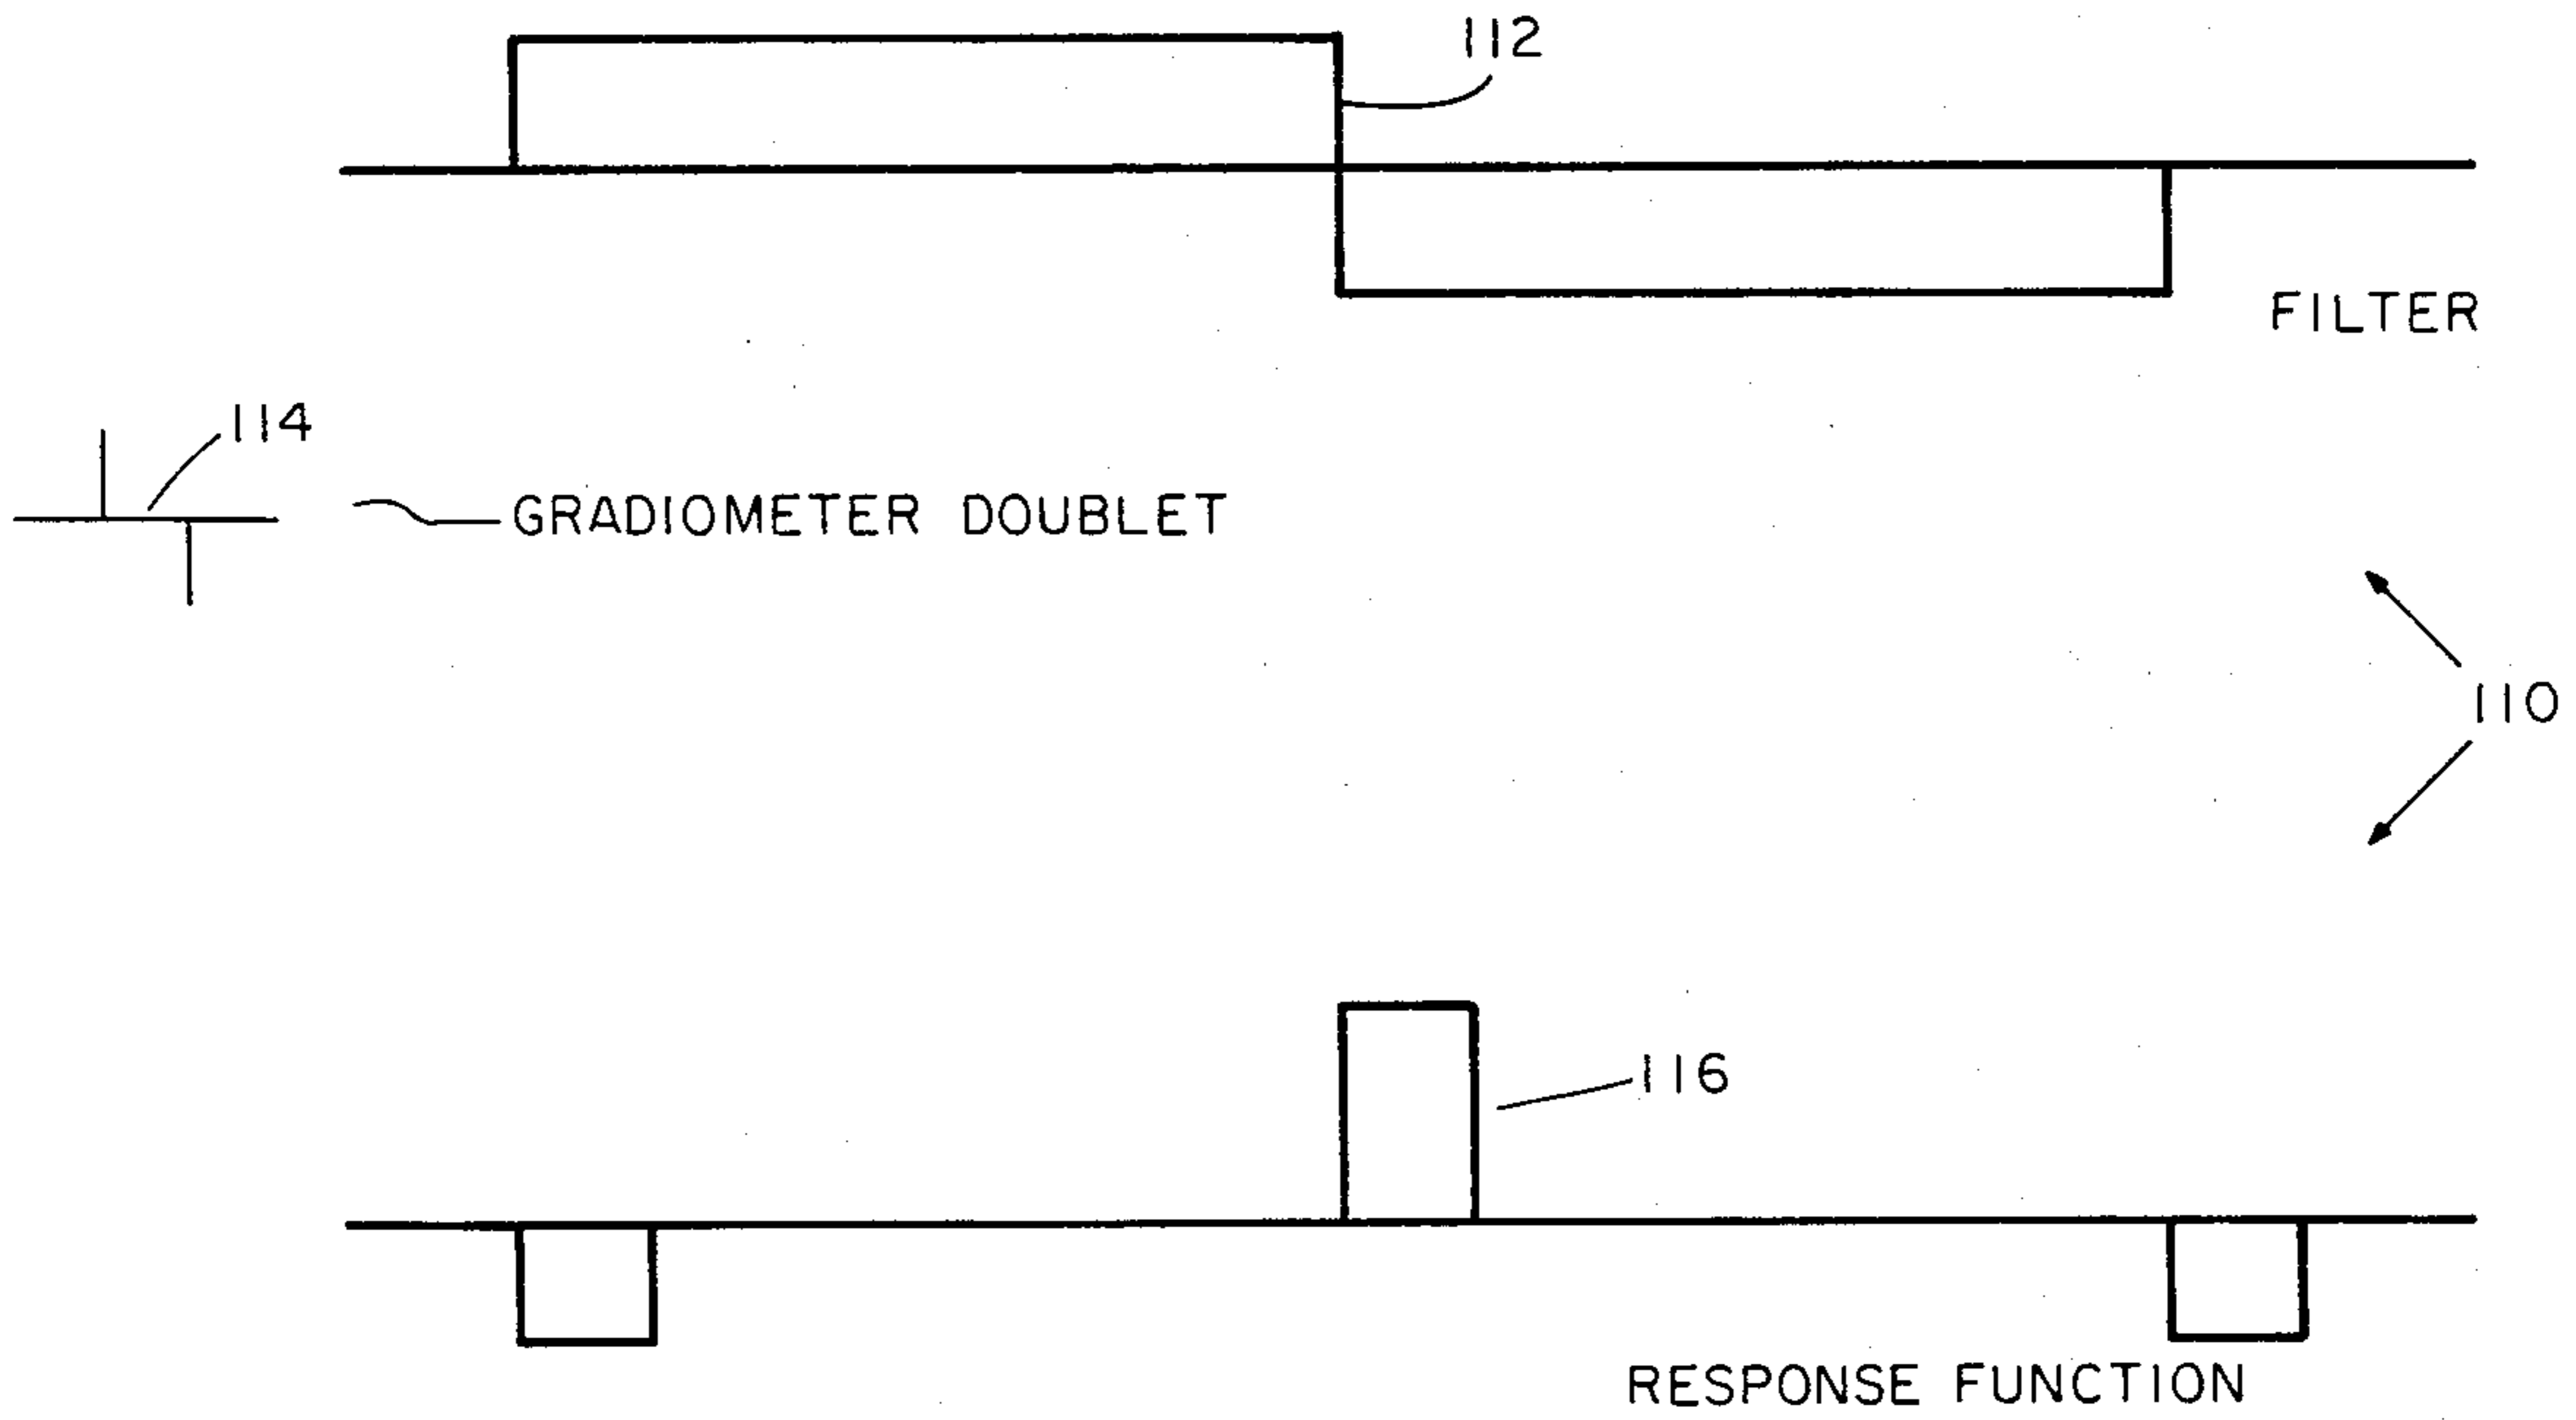 112
FILTER
114
GRADIOMETER DOUBLET
110
116
RESPONSE FUNCTION